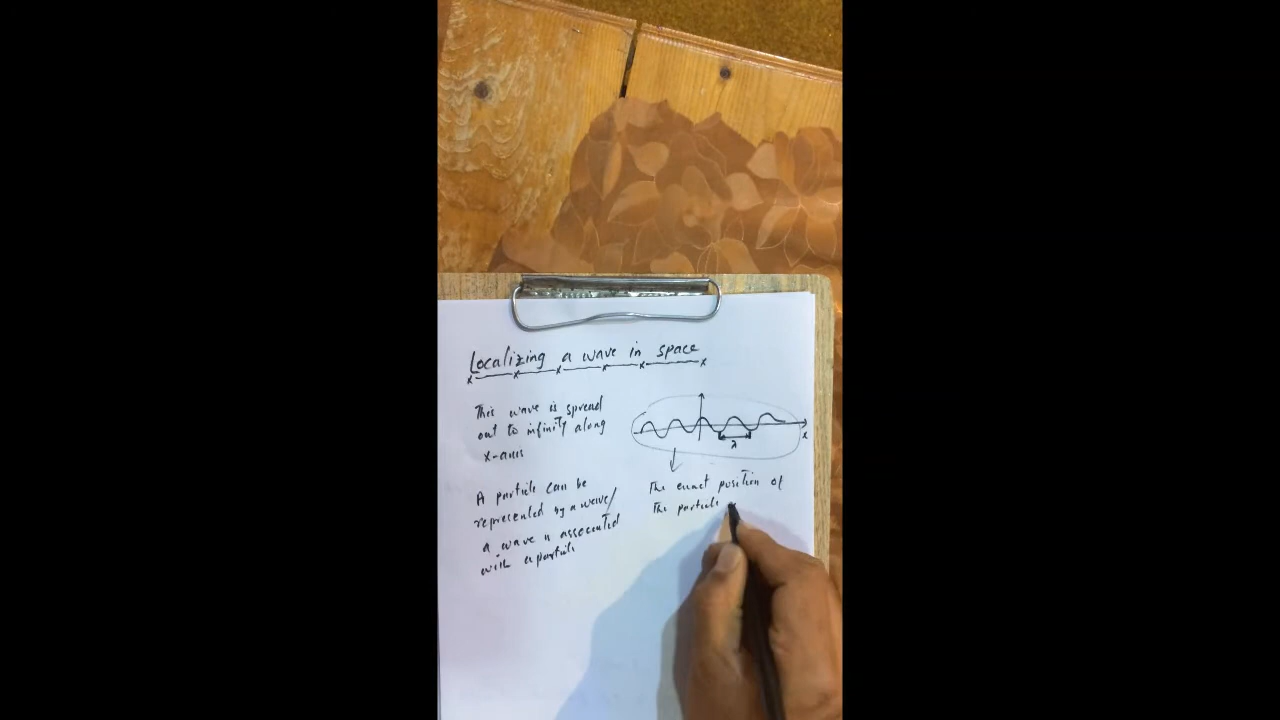 Localizing a wave in space
This wave is spread
out to infinity along
x-axis
A particle can be
represented by a wave/
a wave is associated
with a particle
λ
x
The exact position of
the particle